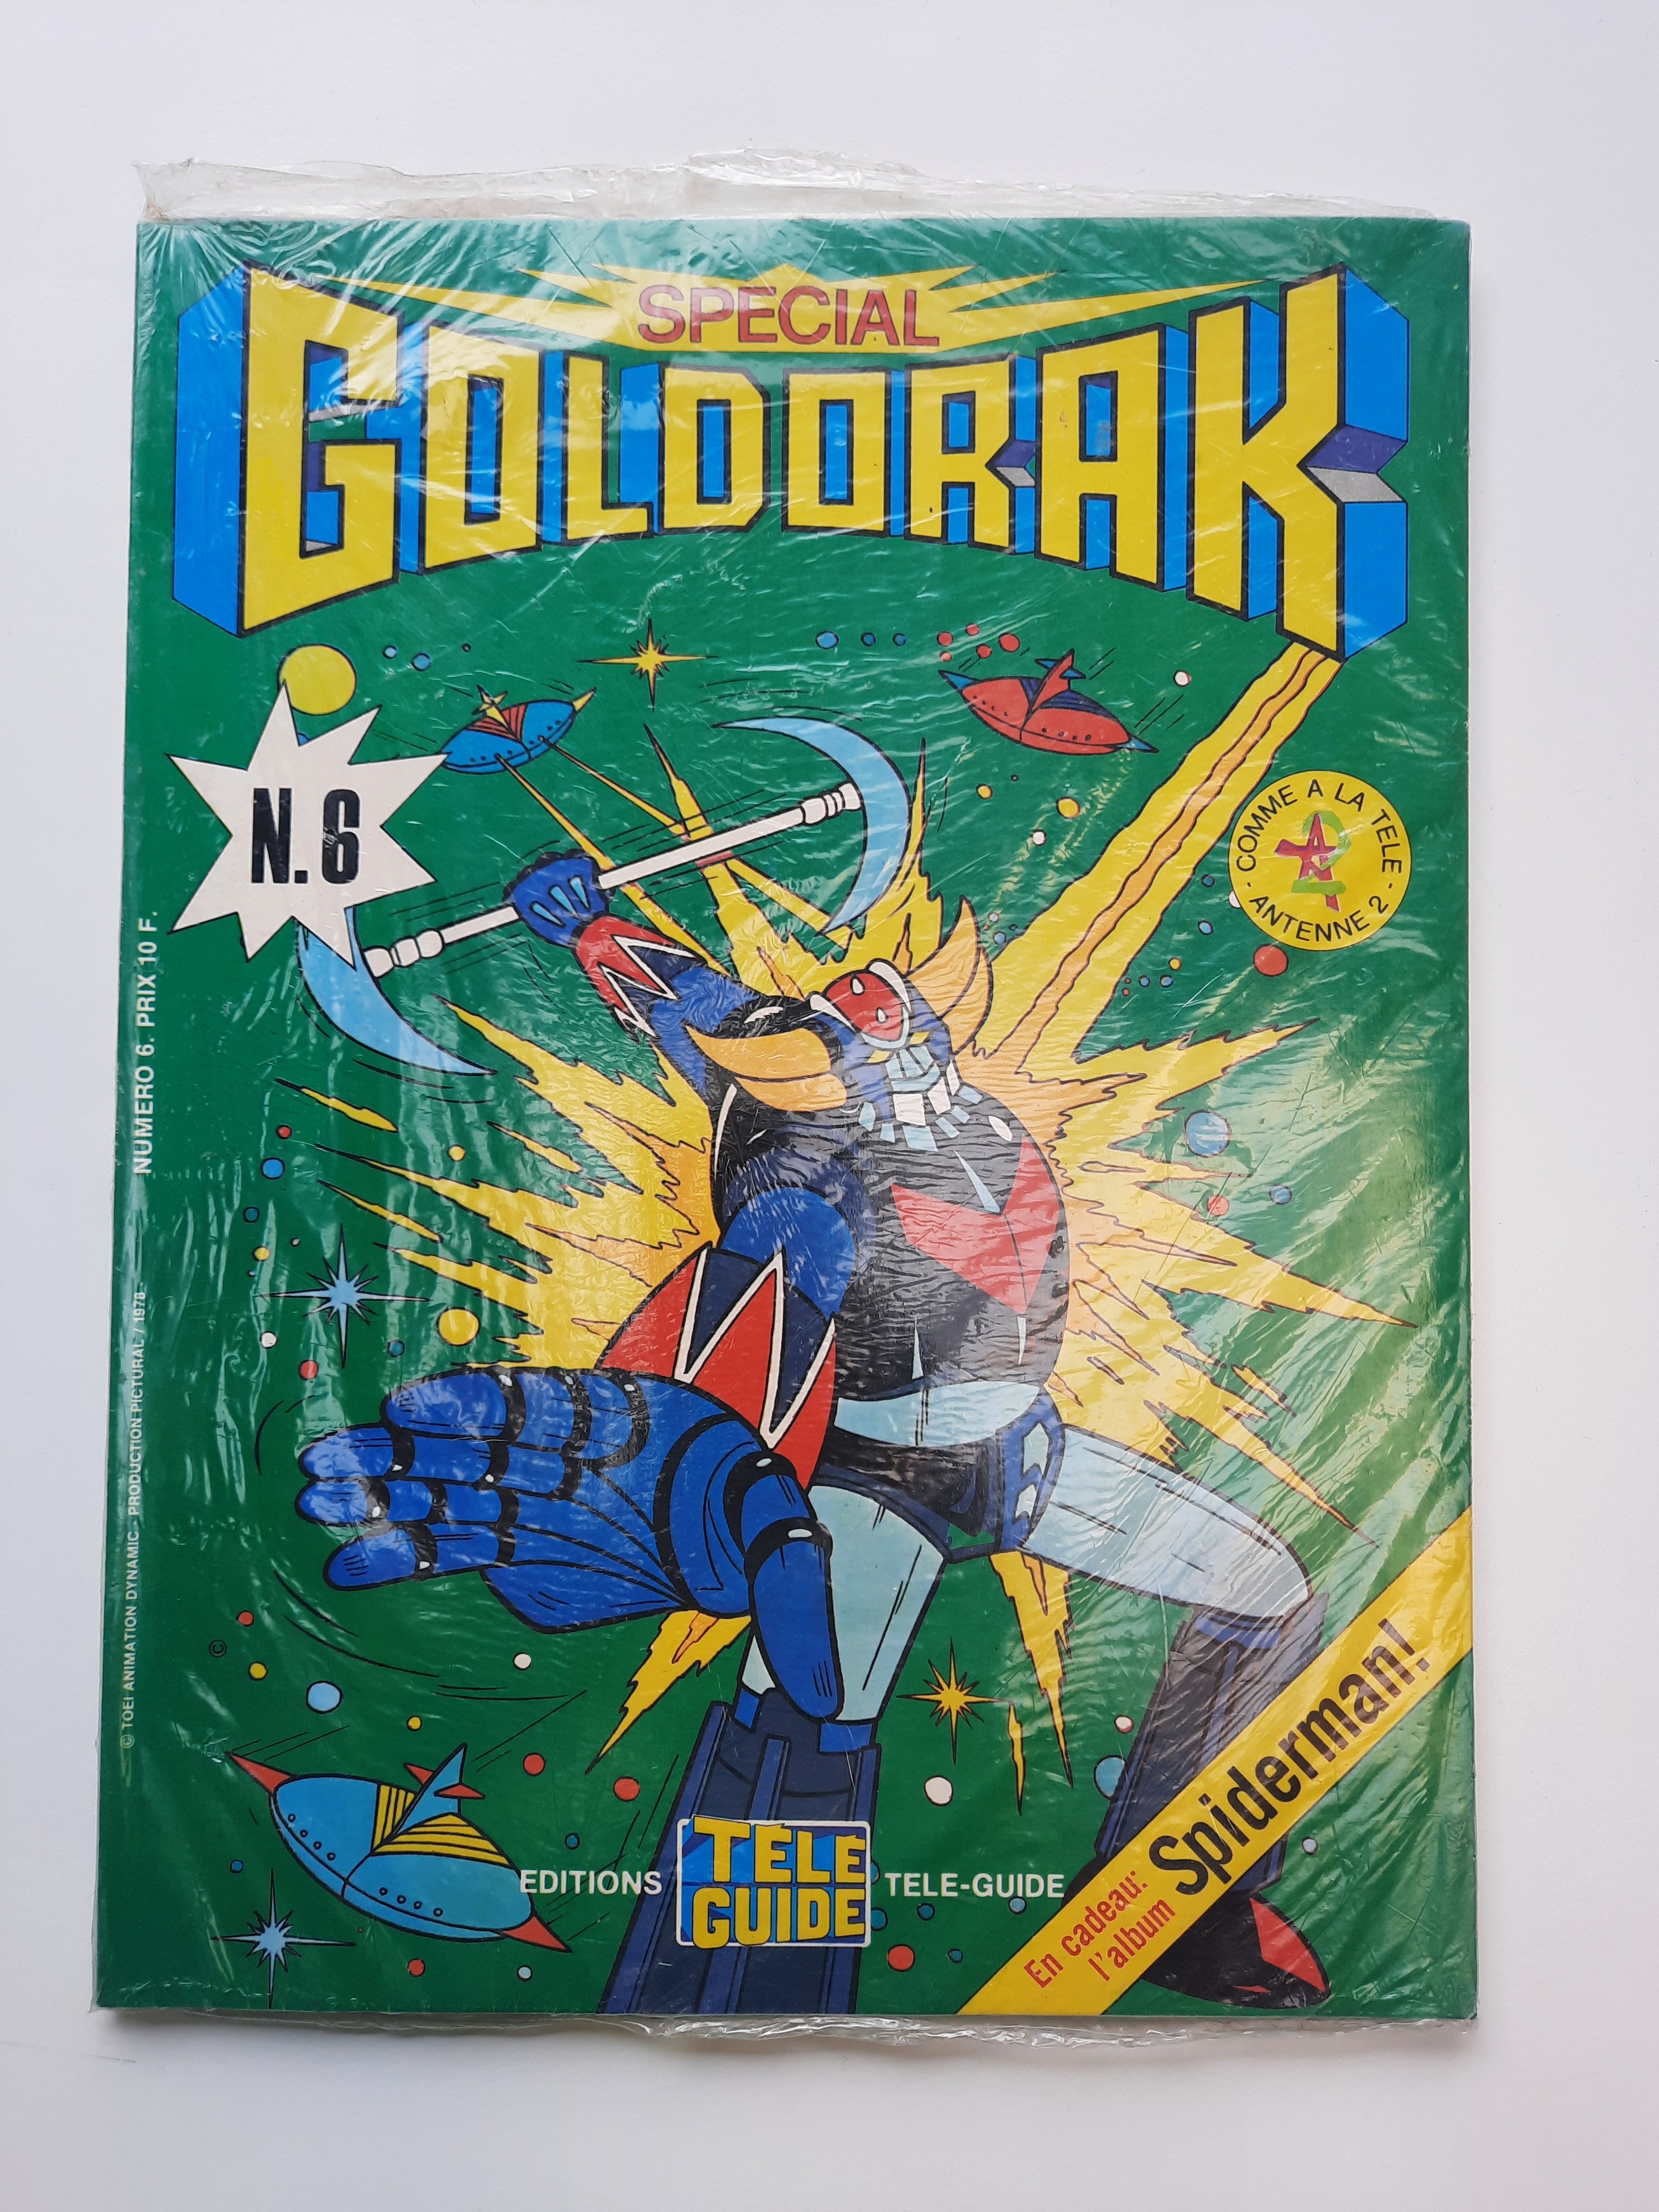 SPECIAL
GOLDORAK
N.6
COMME A LA TELE
A2
ANTENNE 2
NUMERO 6. PRIX 10 F.
© TOEI ANIMATION DYNAMIC - PRODUCTION PICTURAL / 1978
©
EDITIONS
TELE
GUIDE
TELE-GUIDE
En cadeau:
l'album
Spiderman!